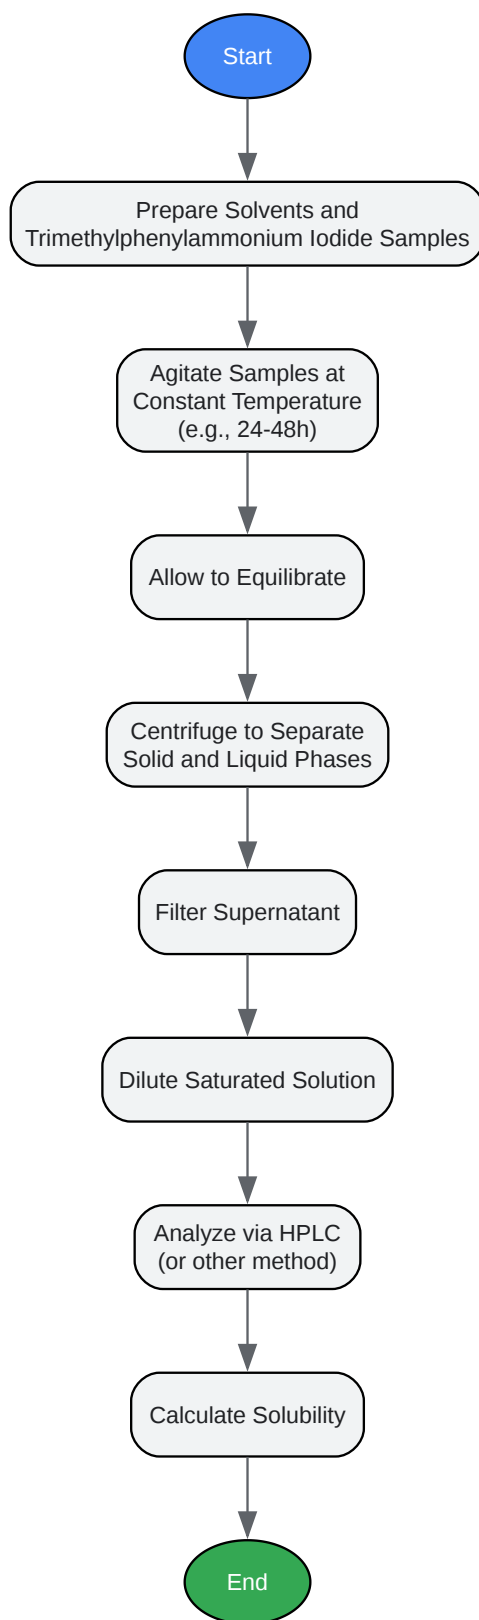 Start
Prepare Solvents and
Trimethylphenylammonium Iodide Samples
Agitate Samples at
Constant Temperature
(e.g., 24-48h)
Allow to Equilibrate
Centrifuge to Separate
Solid and Liquid Phases
Filter Supernatant
Dilute Saturated Solution
Analyze via HPLC
(or other method)
Calculate Solubility
End